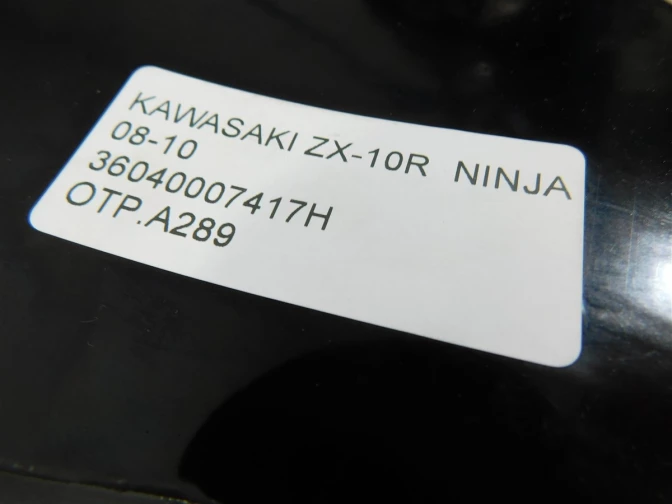 KAWASAKI ZX-10R NINJA
08-10
36040007417H
OTP.A289